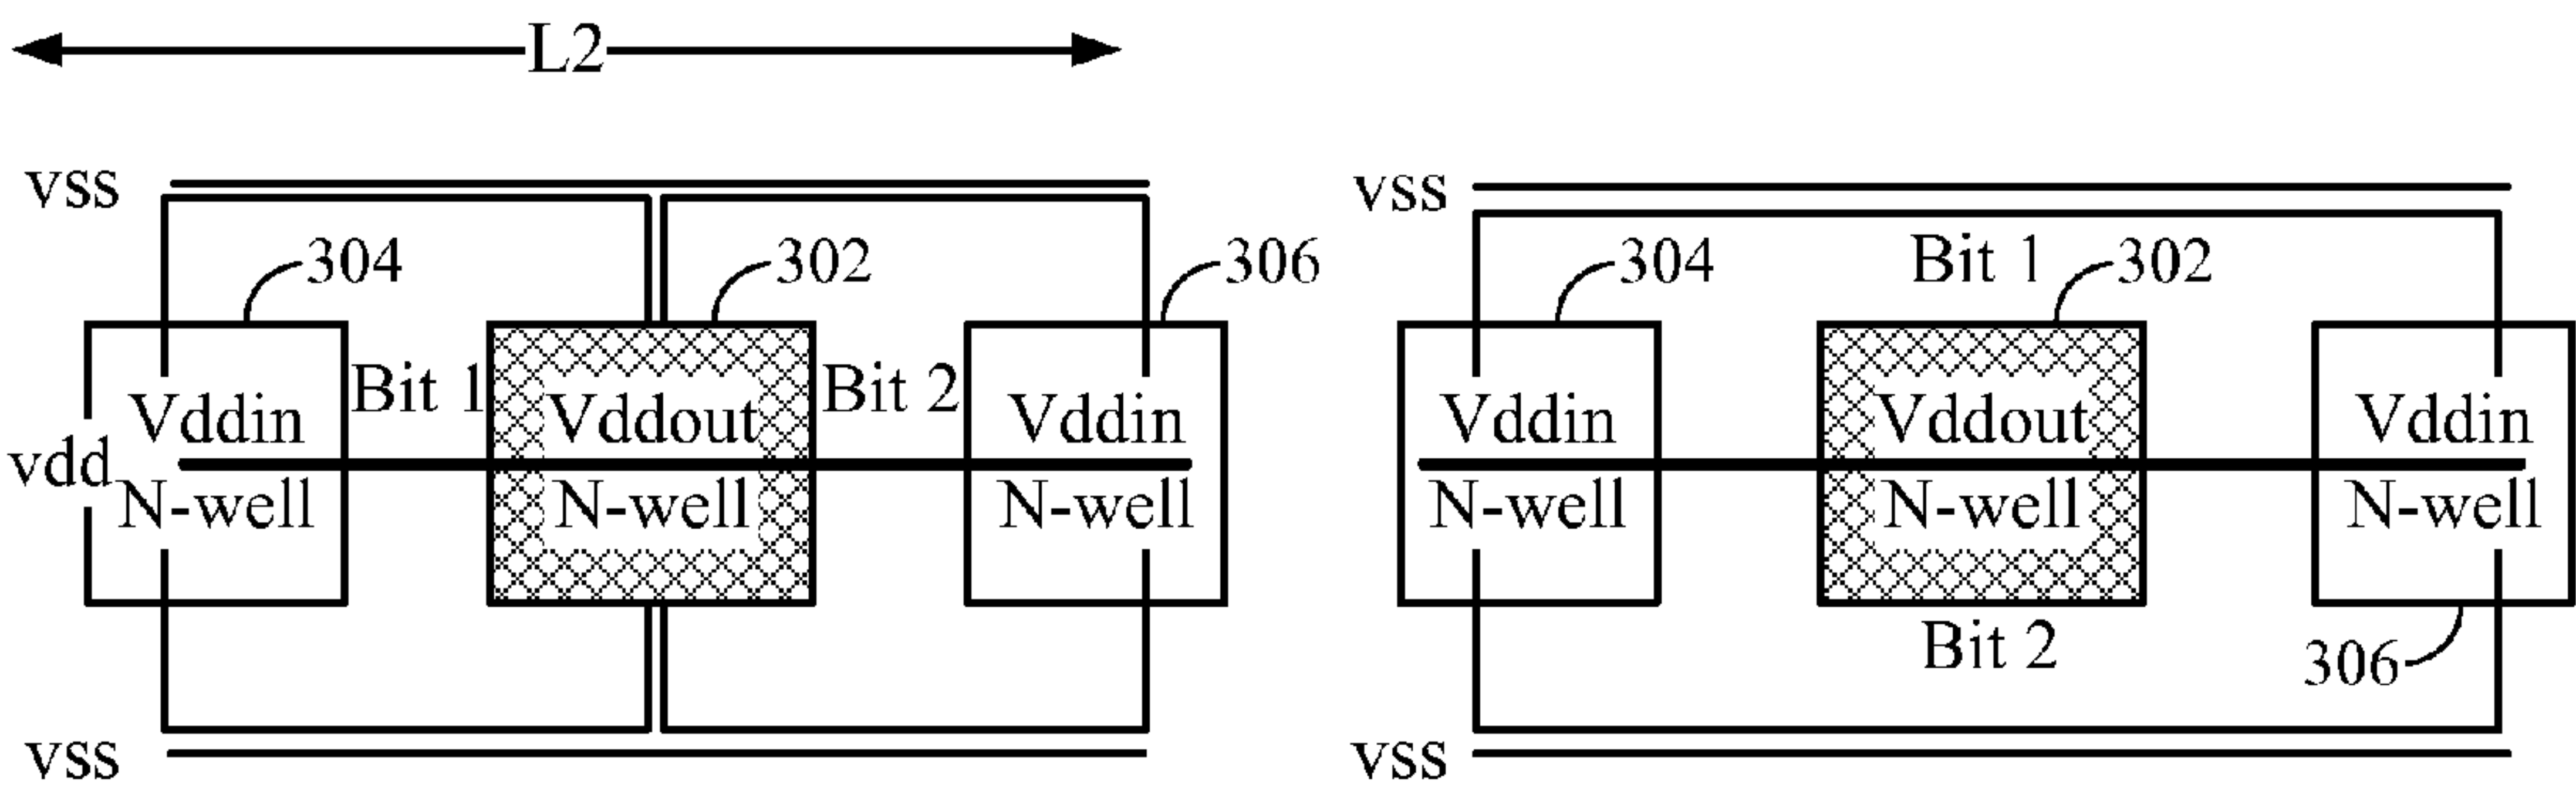 L2
vss
304
302
306
Vddin
N-well
Bit 1
Vddout
N-well
Bit 2
Vddin
N-well
vdd
vss
vss
304
Bit 1
302
Vddin
N-well
Vddout
N-well
Vddin
N-well
Bit 2
306
vss